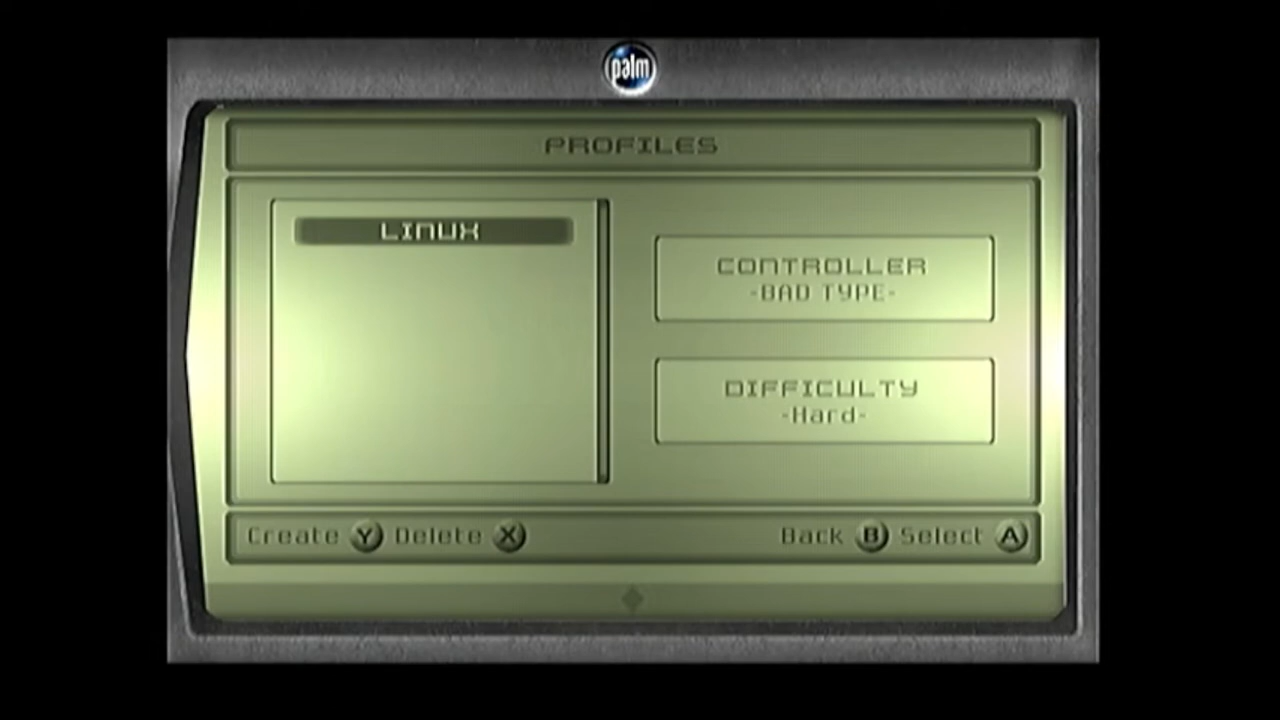 palm
PROFILES
LINUX
CONTROLLER
-BAD TYPE-
DIFFICULTY
-Hard-
Create Y Delete X Back B Select A